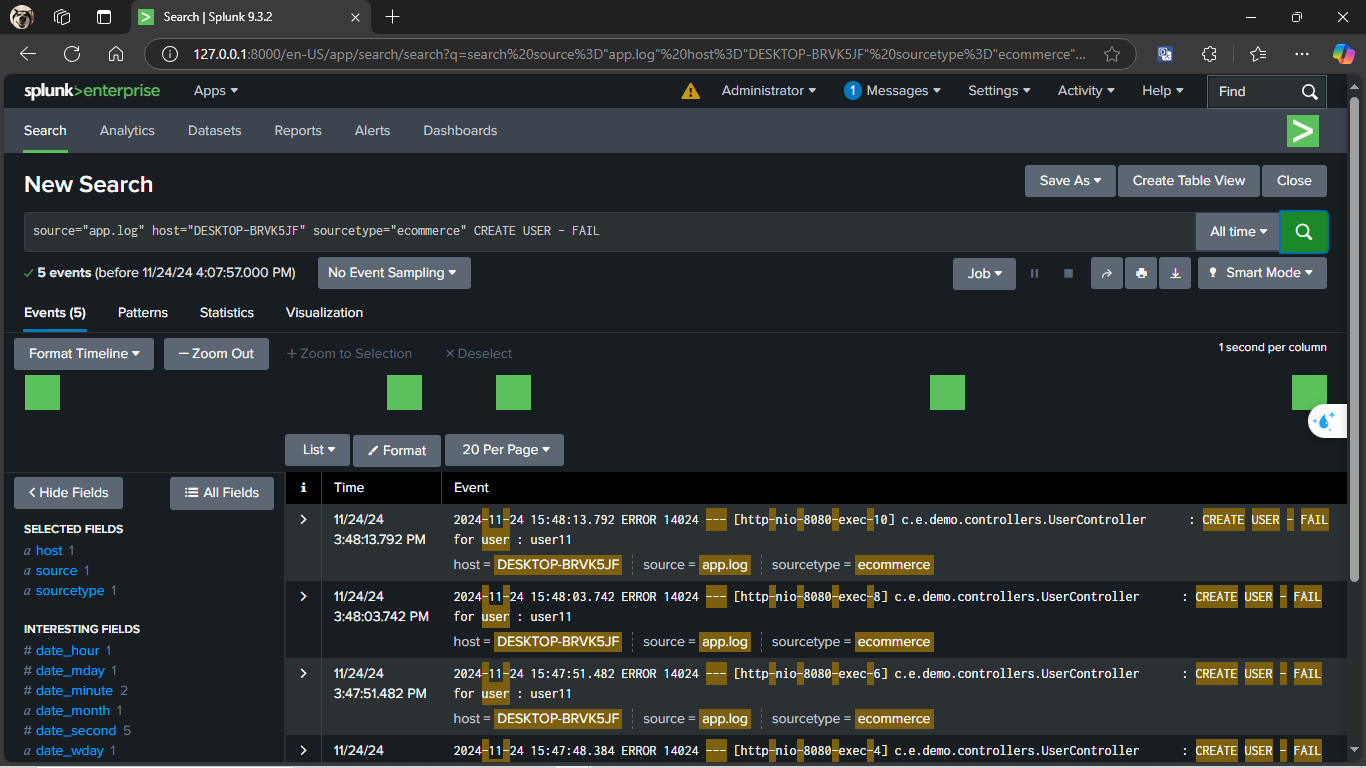 Search | Splunk 9.3.2
127.0.0.1:8000/en-US/app/search/search?q=search%20source%3D"app.log"%20host%3D"DESKTOP-BRVK5JF"%20sourcetype%3D"ecommerce"...
splunk>enterprise Apps Administrator 1 Messages Settings Activity Help Find
Search Analytics Datasets Reports Alerts Dashboards >
New Search Save As Create Table View Close
source="app.log" host="DESKTOP-BRVK5JF" sourcetype="ecommerce" CREATE USER - FAIL All time
✓ 5 events (before 11/24/24 4:07:57.000 PM) No Event Sampling Job Smart Mode
Events (5) Patterns Statistics Visualization
Format Timeline — Zoom Out + Zoom to Selection × Deselect 1 second per column
List Format 20 Per Page
< Hide Fields All Fields
SELECTED FIELDS
a host 1
a source 1
a sourcetype 1
INTERESTING FIELDS
# date_hour 1
# date_mday 1
# date_minute 2
a date_month 1
# date_second 5
a date_wday 1
i Time Event
> 11/24/24 2024-11-24 15:48:13.792 ERROR 14024 --- [http-nio-8080-exec-10] c.e.demo.controllers.UserController : CREATE USER - FAIL
3:48:13.792 PM for user : user11
host = DESKTOP-BRVK5JF source = app.log sourcetype = ecommerce
> 11/24/24 2024-11-24 15:48:03.742 ERROR 14024 --- [http-nio-8080-exec-8] c.e.demo.controllers.UserController : CREATE USER - FAIL
3:48:03.742 PM for user : user11
host = DESKTOP-BRVK5JF source = app.log sourcetype = ecommerce
> 11/24/24 2024-11-24 15:47:51.482 ERROR 14024 --- [http-nio-8080-exec-6] c.e.demo.controllers.UserController : CREATE USER - FAIL
3:47:51.482 PM for user : user11
host = DESKTOP-BRVK5JF source = app.log sourcetype = ecommerce
> 11/24/24 2024-11-24 15:47:48.384 ERROR 14024 --- [http-nio-8080-exec-4] c.e.demo.controllers.UserController : CREATE USER - FAIL